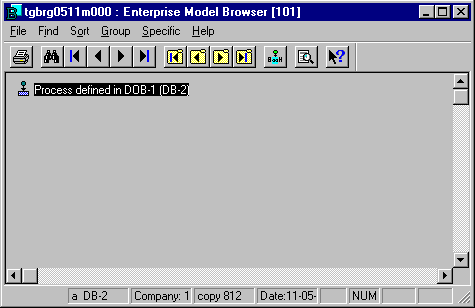 tgbrg0511m000 : Enterprise Model Browser [101]
File Find Sort Group Specific Help
BooH
Process defined in DOB-1 (DB-2)
a DB-2 Company: 1 copy 812 Date:11-05- NUM